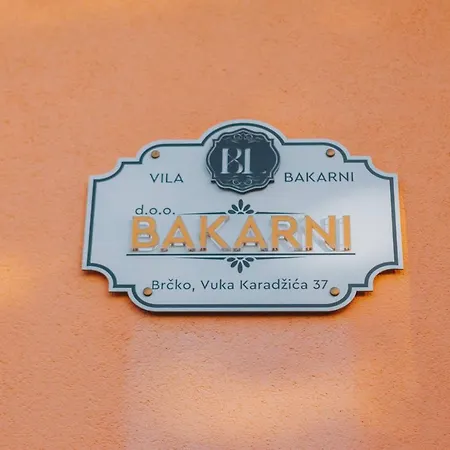 BL
VILA BAKARNI
d.o.o.
BAKARNI
Brčko, Vuka Karadžića 37